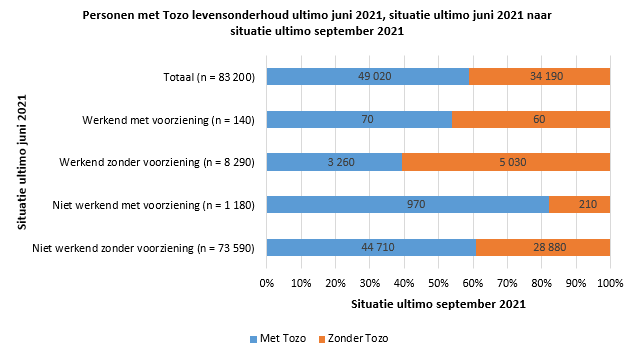 Personen met Tozo levensonderhoud ultimo juni 2021, situatie ultimo juni 2021 naar
situatie ultimo september 2021
Situatie ultimo juni 2021
Totaal (n = 83 200)
49 020
34 190
Werkend met voorziening (n = 140)
70
60
Werkend zonder voorziening (n = 8 290)
3 260
5 030
Niet werkend met voorziening (n = 1 180)
970
210
Niet werkend zonder voorziening (n = 73 590)
44 710
28 880
0% 10% 20% 30% 40% 50% 60% 70% 80% 90% 100%
Situatie ultimo september 2021
Met Tozo Zonder Tozo